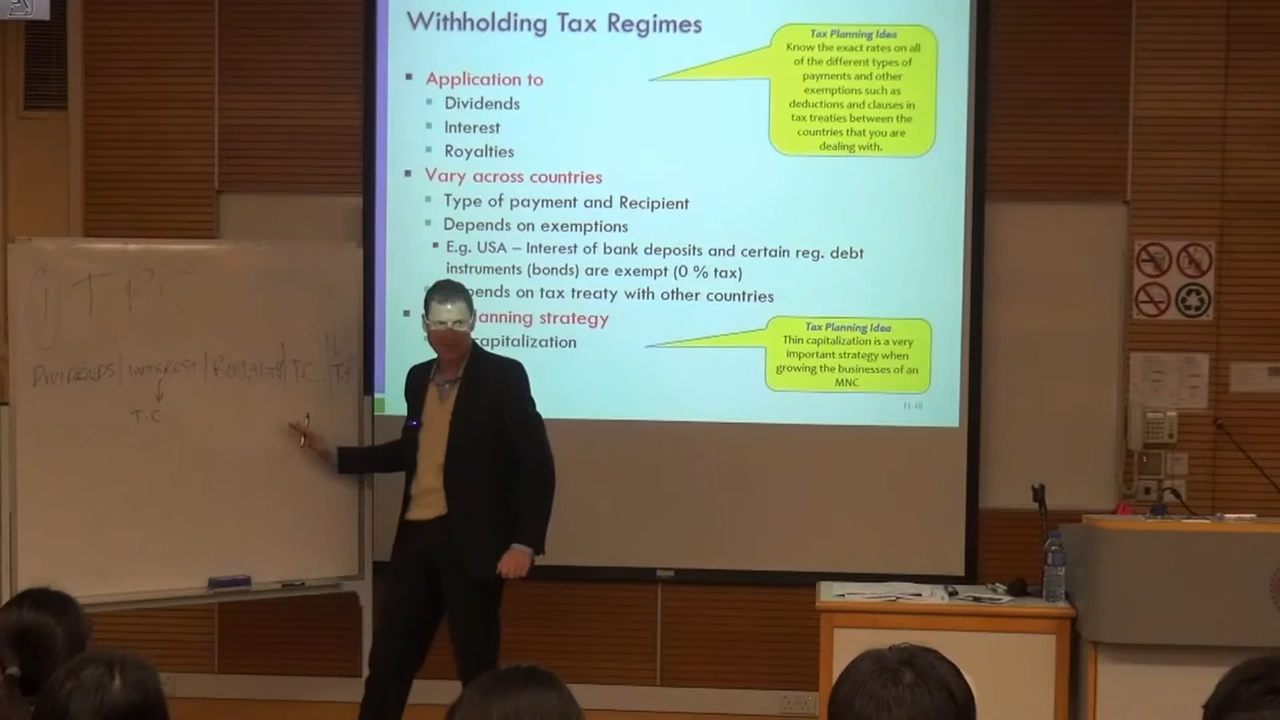 Withholding Tax Regimes
Application to
Dividends
Interest
Royalties
Vary across countries
Type of payment and Recipient
Depends on exemptions
E.g. USA – Interest of bank deposits and certain reg. debt
instruments (bonds) are exempt (0 % tax)
pends on tax treaty with other countries
lanning strategy
capitalization
Tax Planning Idea
Know the exact rates on all
of the different types of
payments and other
exemptions such as
deductions and clauses in
tax treaties between the
countries that you are
dealing with.
Tax Planning Idea
Thin capitalization is a very
important strategy when
growing the businesses of an
MNC
11-10
T P
DIVIDENDS | INTEREST | ROYALTY | T.C. | T.P
T.C